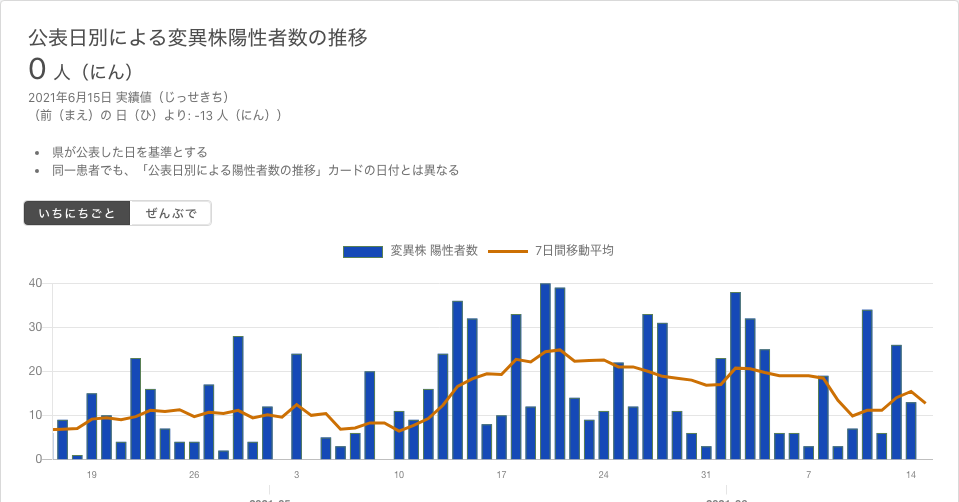 公表日別による変異株陽性者数の推移
0 人（にん）
2021年6月15日 実績値（じっせきち）
（前（まえ）の 日（ひ）より: -13 人（にん））
• 県が公表した日を基準とする
• 同一患者でも、「公表日別による陽性者数の推移」カードの日付とは異なる
いちにちごと ぜんぶで
変異株 陽性者数 7日間移動平均
40
30
20
10
0
19 26 3 10 17 24 31 7 14